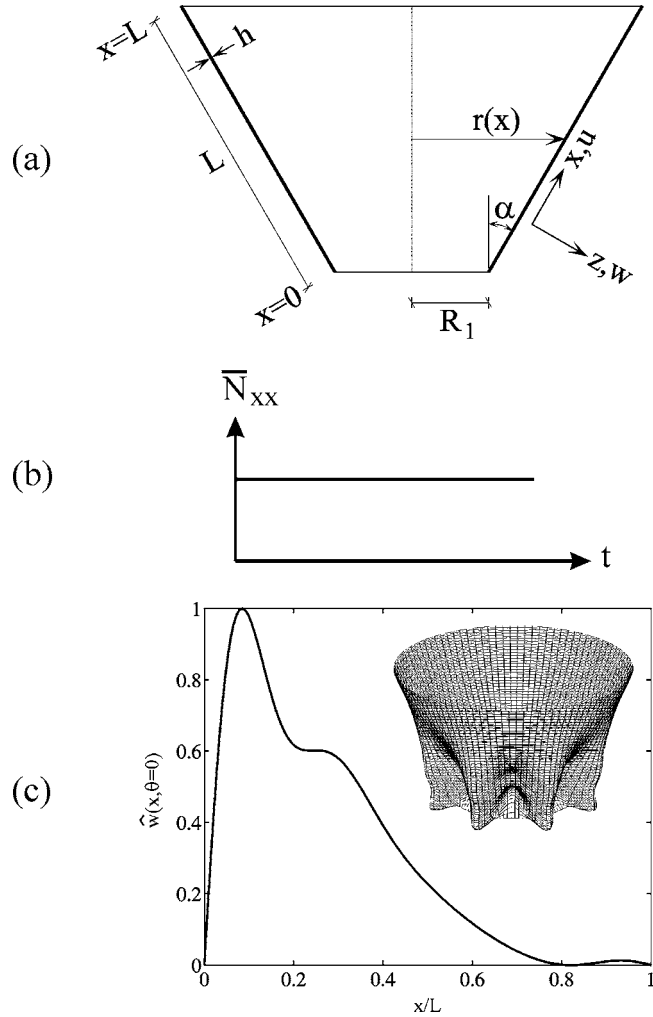 (a)
x=L
h
L
x=0
r(x)
α
x,u
z,w
R₁
(b)
N̅xx
t
(c)
1
0.8
0.6
0.4
0.2
0
0 0.2 0.4 0.6 0.8 1
ŵ(x,θ=0)
x/L